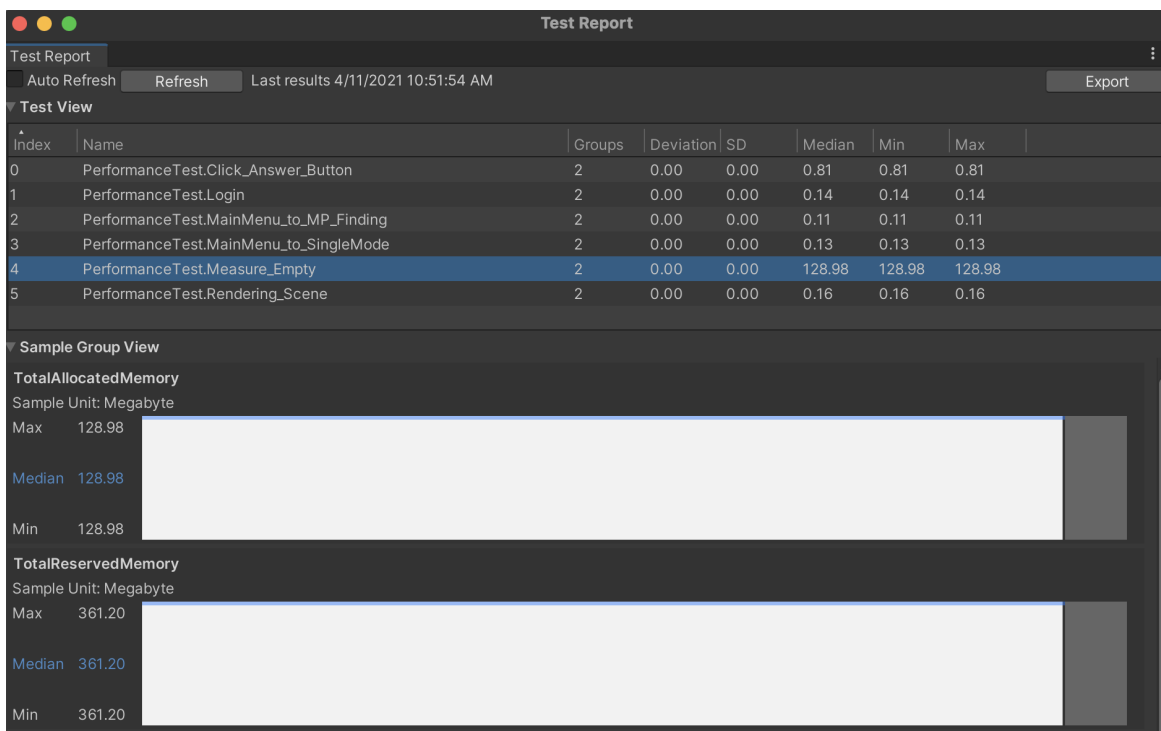 Test Report
Test Report
Auto Refresh Refresh Last results 4/11/2021 10:51:54 AM Export
Test View
Index Name Groups Deviation SD Median Min Max
0 PerformanceTest.Click_Answer_Button 2 0.00 0.00 0.81 0.81 0.81
1 PerformanceTest.Login 2 0.00 0.00 0.14 0.14 0.14
2 PerformanceTest.MainMenu_to_MP_Finding 2 0.00 0.00 0.11 0.11 0.11
3 PerformanceTest.MainMenu_to_SingleMode 2 0.00 0.00 0.13 0.13 0.13
4 PerformanceTest.Measure_Empty 2 0.00 0.00 128.98 128.98 128.98
5 PerformanceTest.Rendering_Scene 2 0.00 0.00 0.16 0.16 0.16
Sample Group View
TotalAllocatedMemory
Sample Unit: Megabyte
Max 128.98
Median 128.98
Min 128.98
TotalReservedMemory
Sample Unit: Megabyte
Max 361.20
Median 361.20
Min 361.20